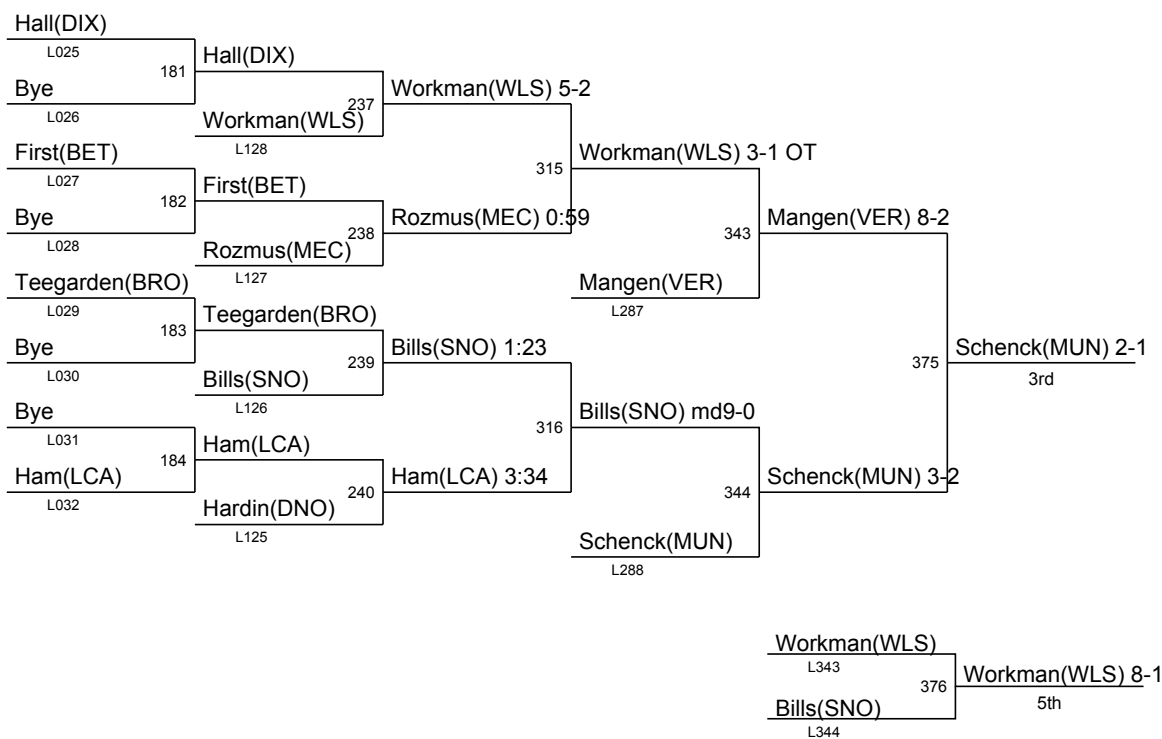 Hall(DIX)
L025
181
Hall(DIX)
Bye
L026
237
Workman(WLS) 5-2
Workman(WLS)
L128
First(BET)
L027
182
First(BET)
Bye
L028
238
Rozmus(MEC) 0:59
Rozmus(MEC)
L127
315
Workman(WLS) 3-1 OT
343
Mangen(VER) 8-2
Mangen(VER)
L287
Teegarden(BRO)
L029
183
Teegarden(BRO)
Bye
L030
239
Bills(SNO) 1:23
Bills(SNO)
L126
375
Schenck(MUN) 2-1
3rd
Bye
L031
184
Ham(LCA)
Ham(LCA)
L032
240
Ham(LCA) 3:34
Hardin(DNO)
L125
316
Bills(SNO) md9-0
344
Schenck(MUN) 3-2
Schenck(MUN)
L288
Workman(WLS)
L343
376
Workman(WLS) 8-1
5th
Bills(SNO)
L344